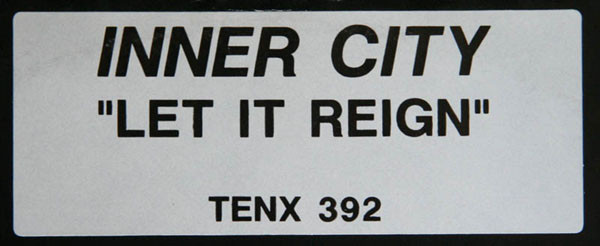 INNER CITY
"LET IT REIGN"
TENX 392